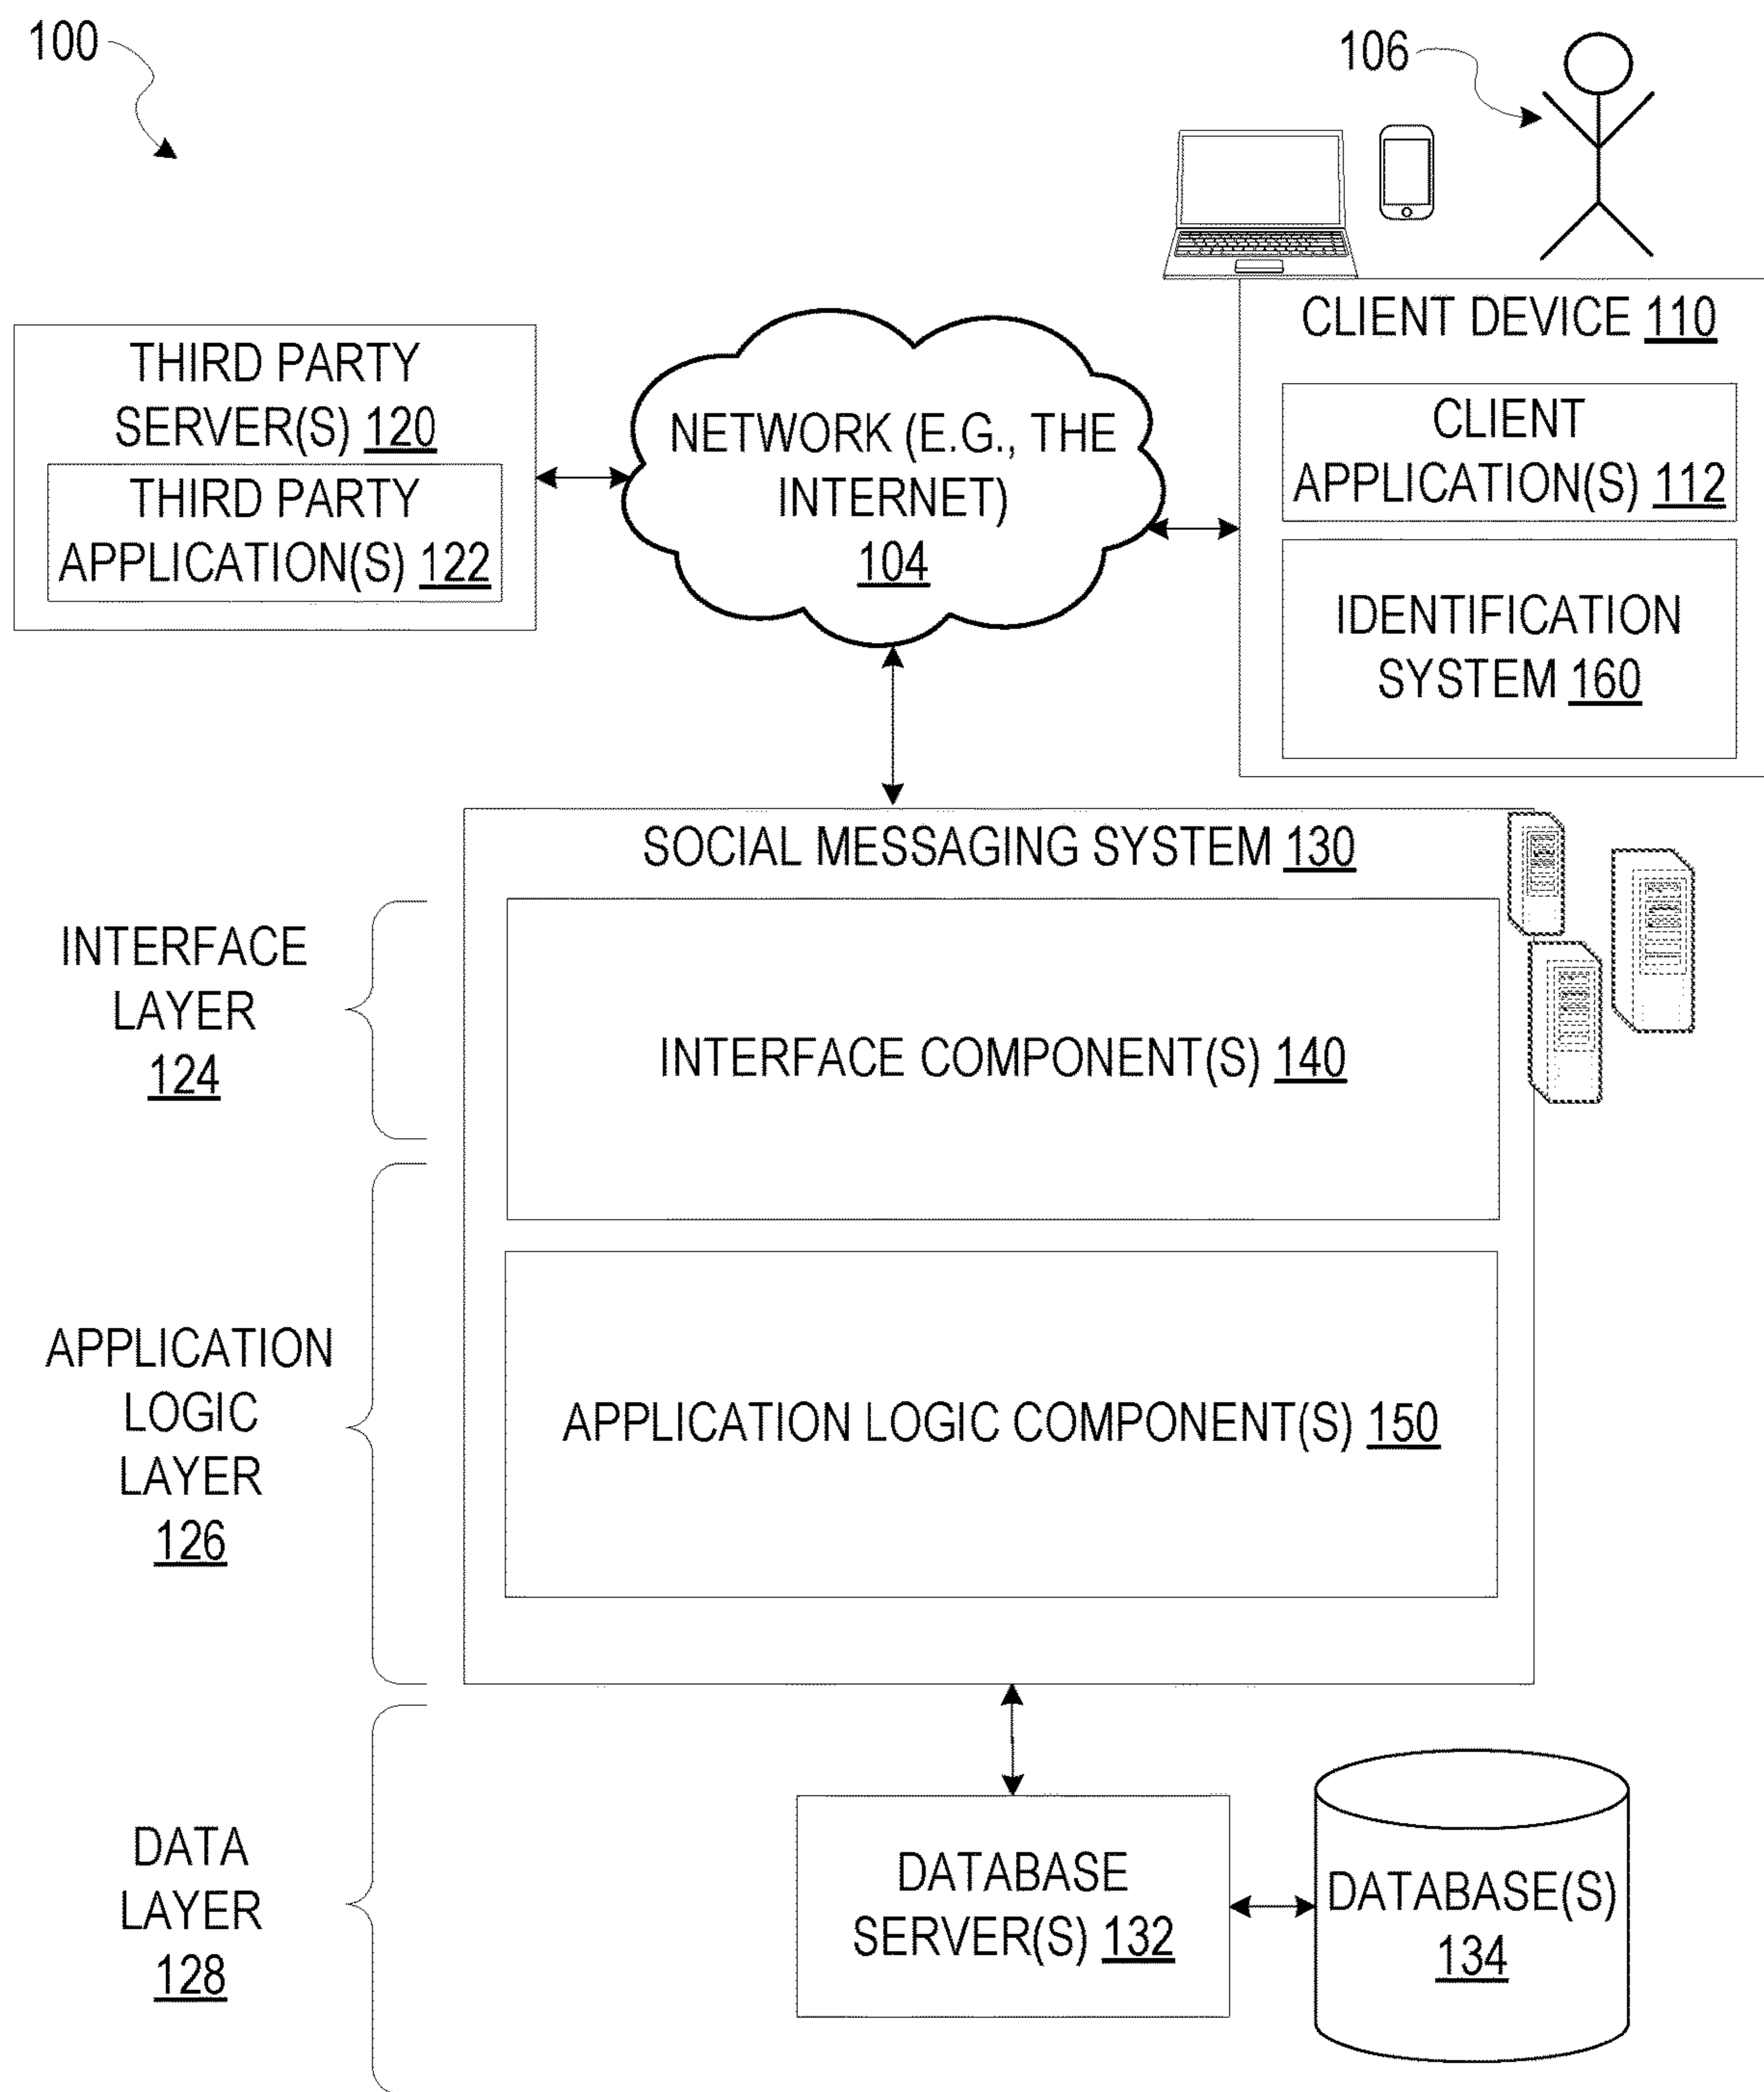 100
106
CLIENT DEVICE 110
CLIENT
APPLICATION(S) 112
IDENTIFICATION
SYSTEM 160
THIRD PARTY
SERVER(S) 120
THIRD PARTY
APPLICATION(S) 122
NETWORK (E.G., THE
INTERNET)
104
SOCIAL MESSAGING SYSTEM 130
INTERFACE
LAYER
124
INTERFACE COMPONENT(S) 140
APPLICATION
LOGIC
LAYER
126
APPLICATION LOGIC COMPONENT(S) 150
DATA
LAYER
128
DATABASE
SERVER(S) 132
DATABASE(S)
134